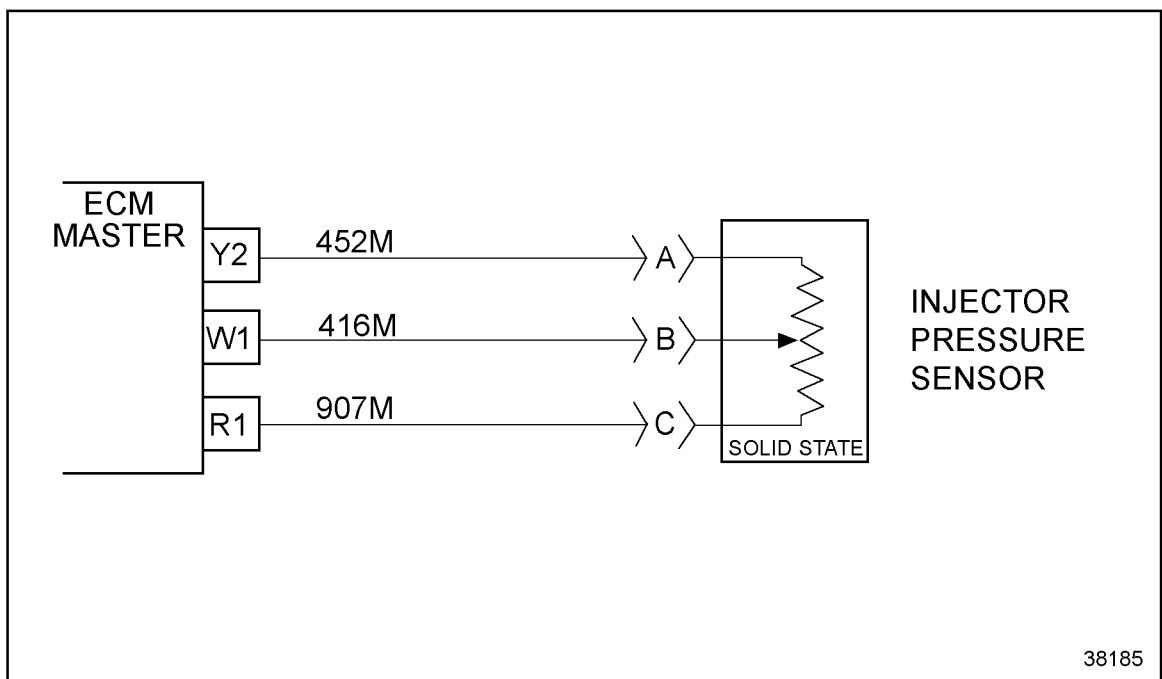 ECM
MASTER
Y2
452M
A
W1
416M
B
R1
907M
C
SOLID STATE
INJECTOR
PRESSURE
SENSOR
38185